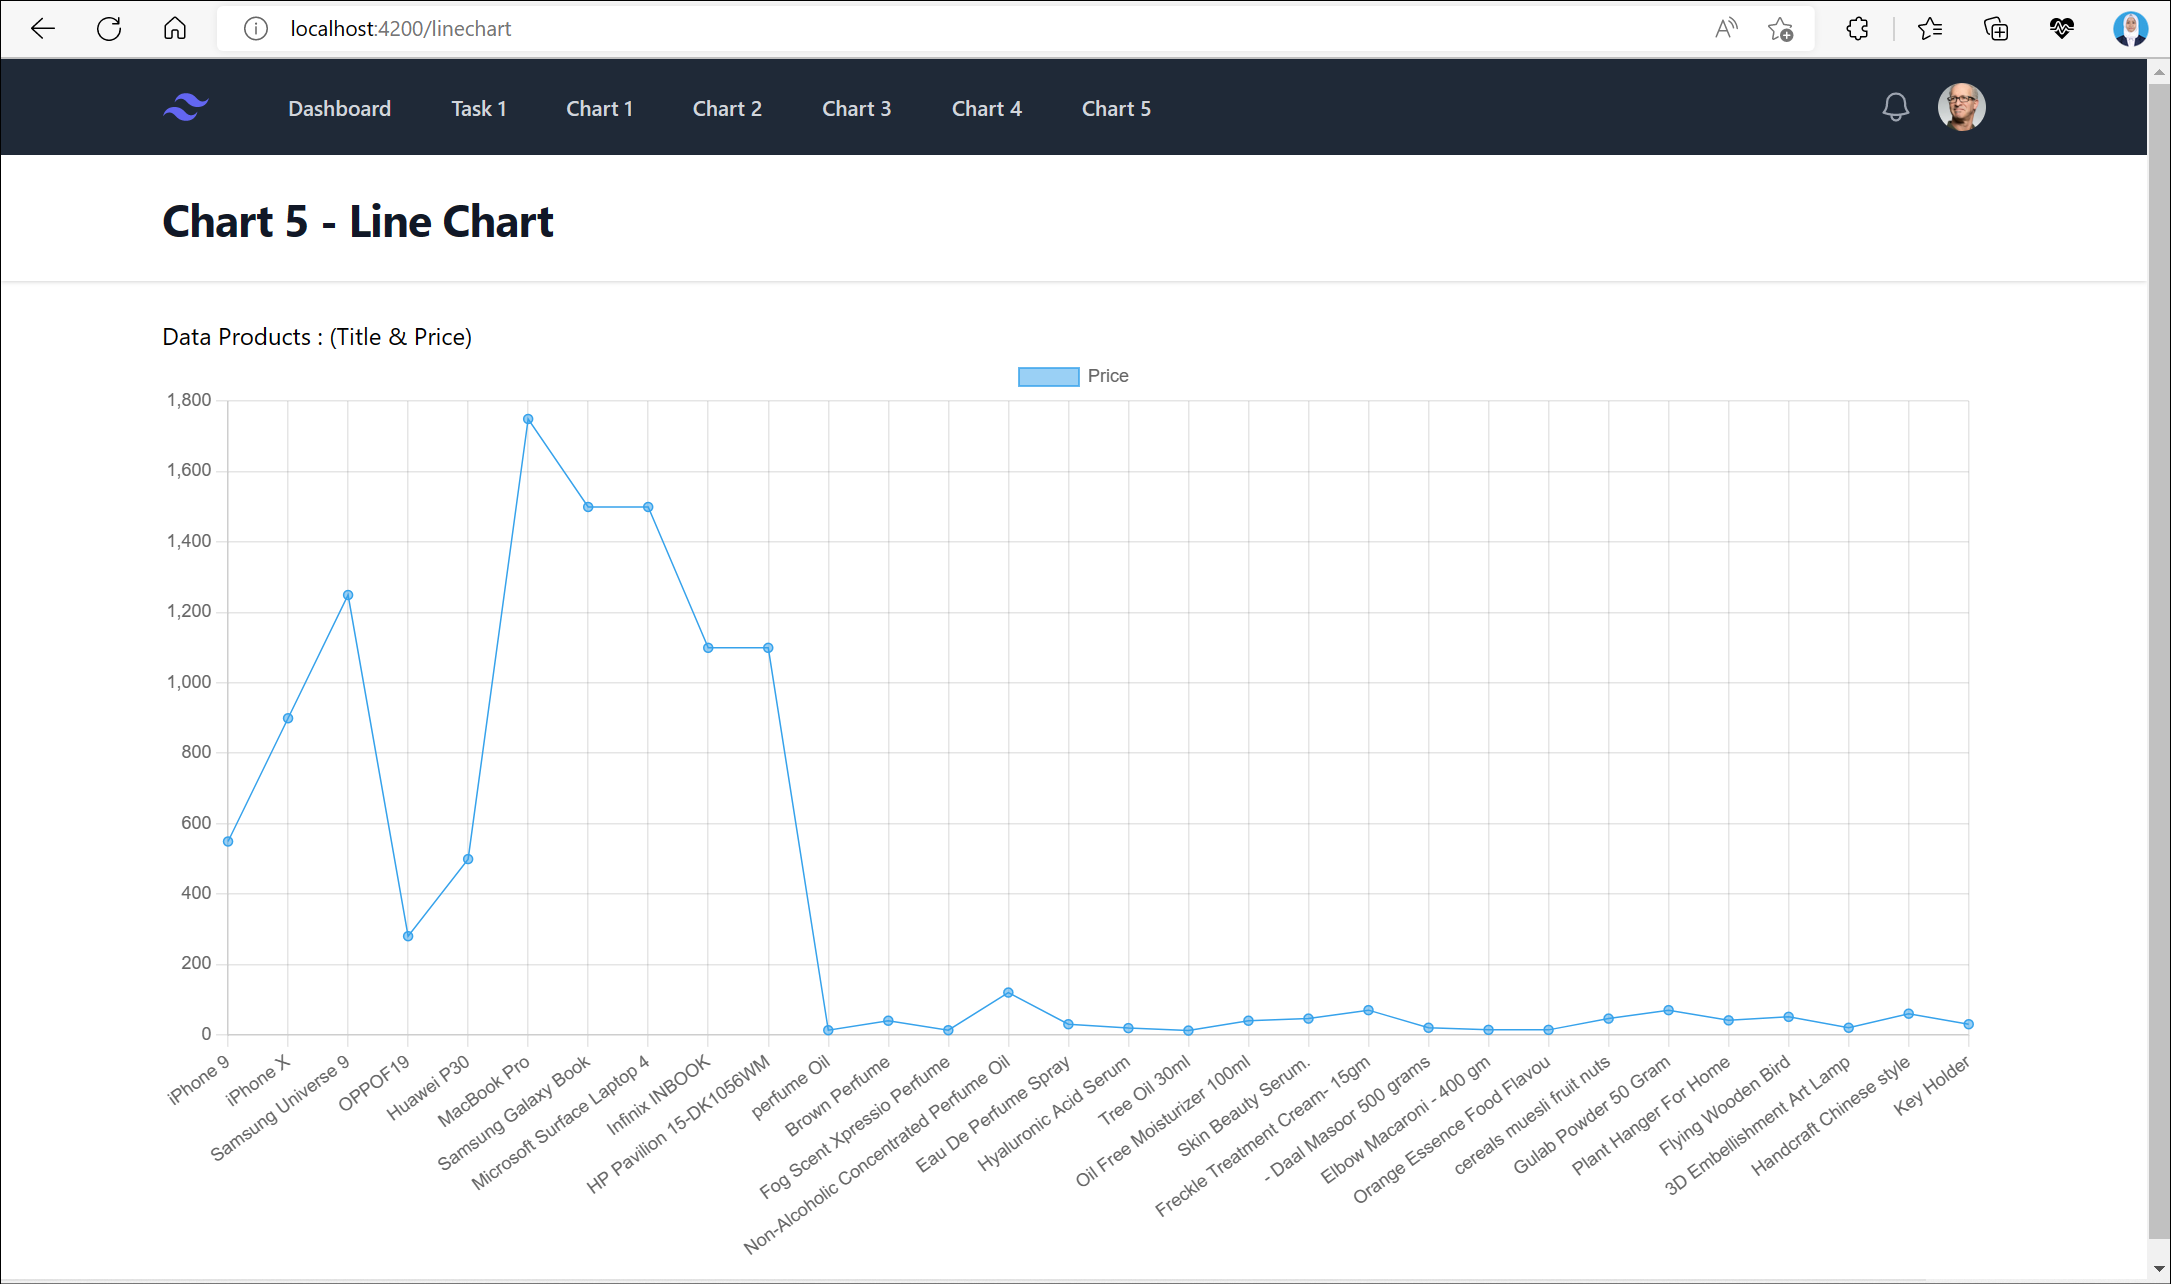 localhost:4200/linechart
Dashboard Task 1 Chart 1 Chart 2 Chart 3 Chart 4 Chart 5
Chart 5 - Line Chart
Data Products : (Title & Price)
Price
1,800
1,600
1,400
1,200
1,000
800
600
400
200
0
iPhone 9
iPhone X
Samsung Universe 9
OPPOF19
Huawei P30
MacBook Pro
Samsung Galaxy Book
Microsoft Surface Laptop 4
Infinix INBOOK
HP Pavilion 15-DK1056WM
perfume Oil
Brown Perfume
Fog Scent Xpressio Perfume
Non-Alcoholic Concentrated Perfume Oil
Eau De Perfume Spray
Hyaluronic Acid Serum
Tree Oil 30ml
Oil Free Moisturizer 100ml
Skin Beauty Serum.
Freckle Treatment Cream- 15gm
- Daal Masoor 500 grams
Elbow Macaroni - 400 gm
Orange Essence Food Flavou
cereals muesli fruit nuts
Gulab Powder 50 Gram
Plant Hanger For Home
Flying Wooden Bird
3D Embellishment Art Lamp
Handcraft Chinese style
Key Holder